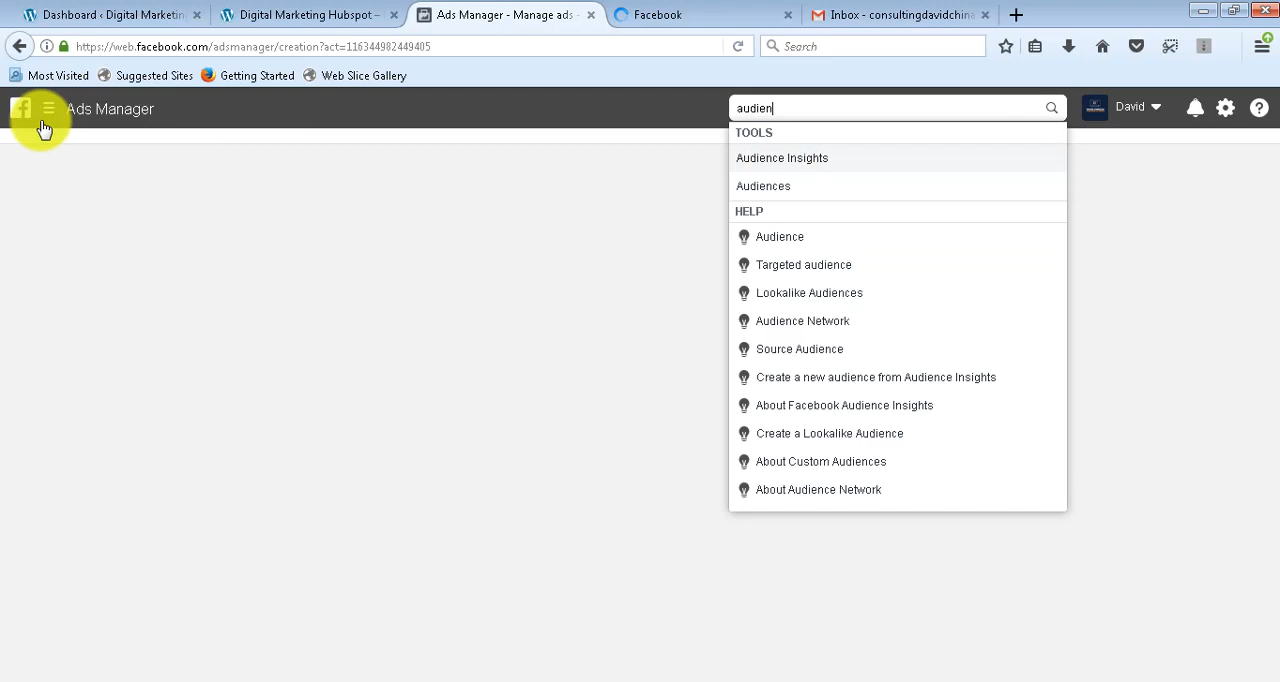 Dashboard ‹ Digital Marketin
Digital Marketing Hubspot –
Ads Manager - Manage ads -
Facebook
Inbox - consultingdavidchina
https://web.facebook.com/adsmanager/creation?act=116344982449405
Search
Most Visited
Suggested Sites
Getting Started
Web Slice Gallery
Ads Manager
audien
David
TOOLS
Audience Insights
Audiences
HELP
Audience
Targeted audience
Lookalike Audiences
Audience Network
Source Audience
Create a new audience from Audience Insights
About Facebook Audience Insights
Create a Lookalike Audience
About Custom Audiences
About Audience Network